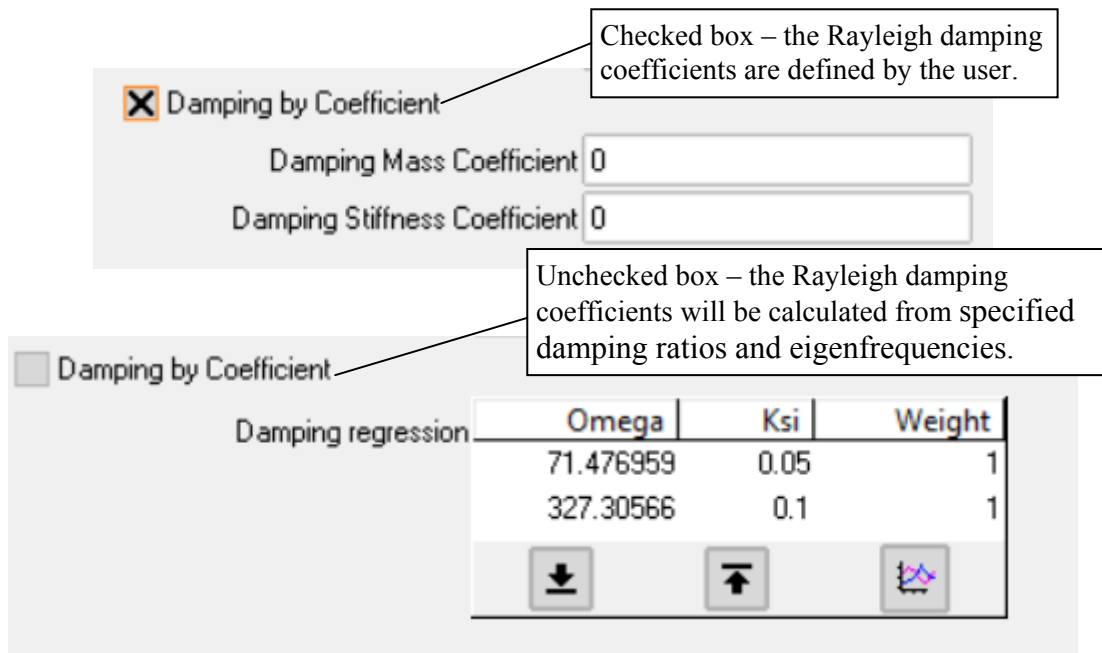 Checked box – the Rayleigh damping
coefficients are defined by the user.
Damping by Coefficient
Damping Mass Coefficient 0
Damping Stiffness Coefficient 0
Unchecked box – the Rayleigh damping
coefficients will be calculated from specified
damping ratios and eigenfrequencies.
Damping by Coefficient
Damping regression
Omega Ksi Weight
71.476959 0.05 1
327.30566 0.1 1